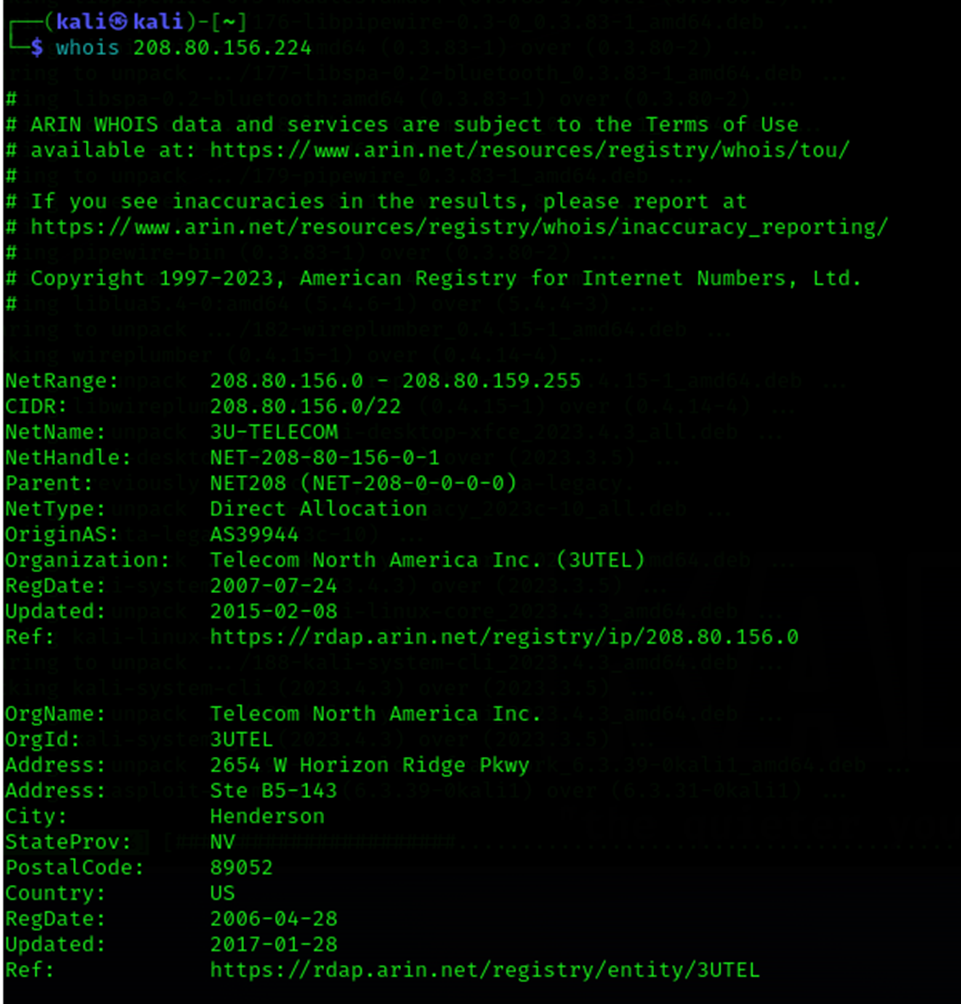 ┌──(kali㉿kali)-[~]
└─$ whois 208.80.156.224
#
# ARIN WHOIS data and services are subject to the Terms of Use
# available at: https://www.arin.net/resources/registry/whois/tou/
#
# If you see inaccuracies in the results, please report at
# https://www.arin.net/resources/registry/whois/inaccuracy_reporting/
#
# Copyright 1997-2023, American Registry for Internet Numbers, Ltd.
#
NetRange: 208.80.156.0 - 208.80.159.255
CIDR: 208.80.156.0/22
NetName: 3U-TELECOM
NetHandle: NET-208-80-156-0-1
Parent: NET208 (NET-208-0-0-0-0)
NetType: Direct Allocation
OriginAS: AS39944
Organization: Telecom North America Inc. (3UTEL)
RegDate: 2007-07-24
Updated: 2015-02-08
Ref: https://rdap.arin.net/registry/ip/208.80.156.0
OrgName: Telecom North America Inc.
OrgId: 3UTEL
Address: 2654 W Horizon Ridge Pkwy
Address: Ste B5-143
City: Henderson
StateProv: NV
PostalCode: 89052
Country: US
RegDate: 2006-04-28
Updated: 2017-01-28
Ref: https://rdap.arin.net/registry/entity/3UTEL